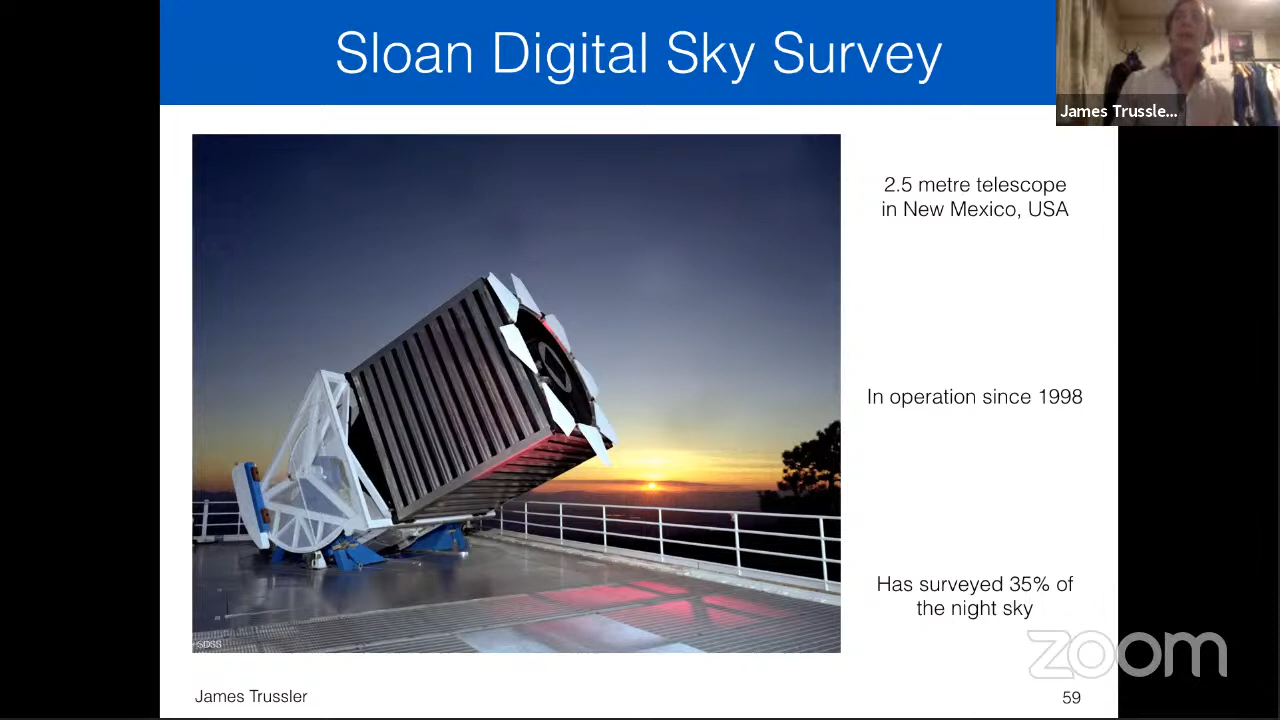 Sloan Digital Sky Survey
James Trussle...
2.5 metre telescope
in New Mexico, USA
In operation since 1998
Has surveyed 35% of
the night sky
SDSS
zoom
James Trussler
59